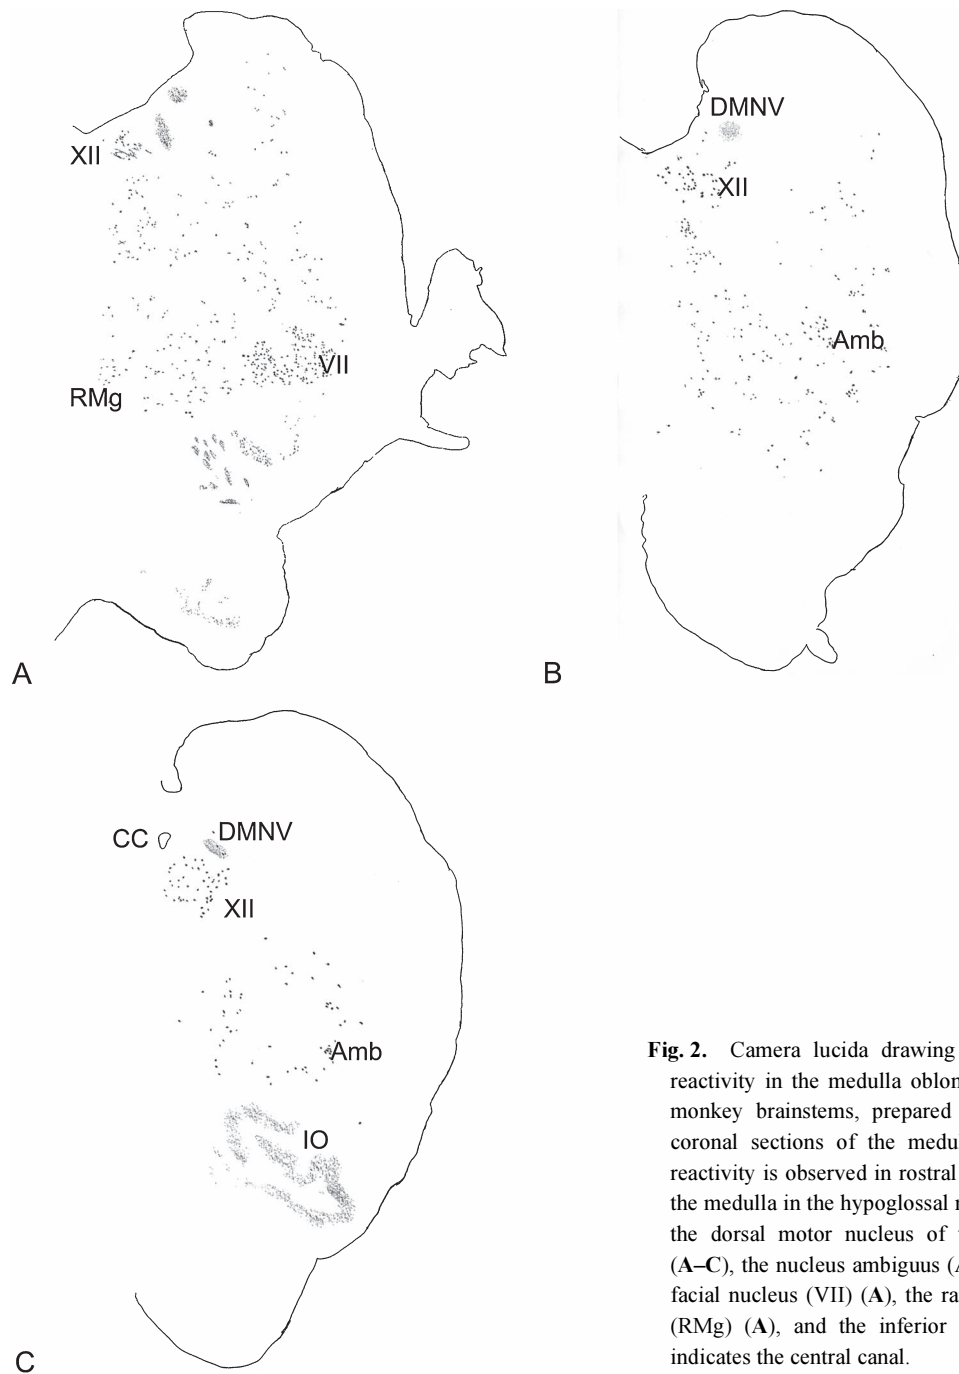 XII
RMg
VII
A
DMNV
XII
Amb
B
CC
DMNV
XII
Amb
IO
C
Fig. 2. Camera lucida drawing
reactivity in the medulla
monkey brainstems, prepared
coronal sections of the
reactivity is observed in rostral
the medulla in the hypoglossal
the dorsal motor nucleus of
(A–C), the nucleus ambiguus
facial nucleus (VII) (A), the
(RMg) (A), and the inferior
indicates the central canal.